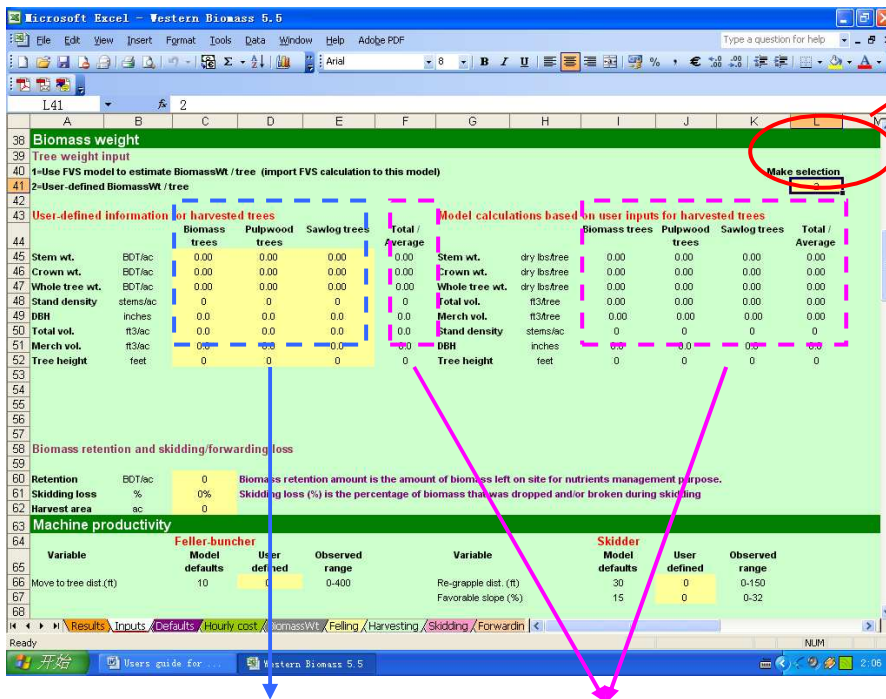 Microsoft Excel - Western Biomass 5.5
File Edit View Insert Format Tools Data Window Help Adobe PDF Type a question for help
Arial 8 B I U
L41 fx 2
A B C D E F G H I J K L
38 Biomass weight
39 Tree weight input
40 1=Use FVS model to estimate BiomassWt / tree (import FVS calculation to this model) Make selection
41 2=User-defined BiomassWt / tree 2
42
43 User-defined information for harvested trees Model calculations based on user inputs for harvested trees
Biomass Pulpwood Sawlog trees Total / Biomass trees Pulpwood Sawlog trees Total /
44 trees trees Average trees Average
45 Stem wt. BDT/ac 0.00 0.00 0.00 0.00 Stem wt. dry lbs/tree 0.00 0.00 0.00 0.00
46 Crown wt. BDT/ac 0.00 0.00 0.00 0.00 Crown wt. dry lbs/tree 0.00 0.00 0.00 0.00
47 Whole tree wt. BDT/ac 0.00 0.00 0.00 0.00 Whole tree wt. dry lbs/tree 0.00 0.00 0.00 0.00
48 Stand density stems/ac 0 0 0 0 Total vol. ft3/tree 0.00 0.00 0.00 0.00
49 DBH inches 0.0 0.0 0.0 0.0 Merch vol. ft3/tree 0.00 0.00 0.00 0.00
50 Total vol. ft3/ac 0.0 0.0 0.0 0.0 Stand density stems/ac 0 0 0 0
51 Merch vol. ft3/ac 0.0 0.0 0.0 0.0 DBH inches 0.0 0.0 0.0 0.0
52 Tree height feet 0 0 0 0 Tree height feet 0 0 0 0
53
54
55
56
57
58 Biomass retention and skidding/forwarding loss
59
60 Retention BDT/ac 0 Biomass retention amount is the amount of biomass left on site for nutrients management purpose.
61 Skidding loss % 0% Skidding loss (%) is the percentage of biomass that was dropped and/or broken during skidding
62 Harvest area ac 0
63 Machine productivity
64 Feller-buncher Skidder
Variable Model User Observed Variable Model User Observed
65 defaults defined range defaults defined range
66 Move to tree dist.(ft) 10 0 0-400 Re-grapple dist. (ft) 30 0 0-150
67 Favorable slope (%) 15 0 0-32
68
Results Inputs Defaults Hourly cost BiomassWt Felling Harvesting Skidding Forwardin
Ready NUM
开始 Users guide for ... Western Biomass 5.5 2:06